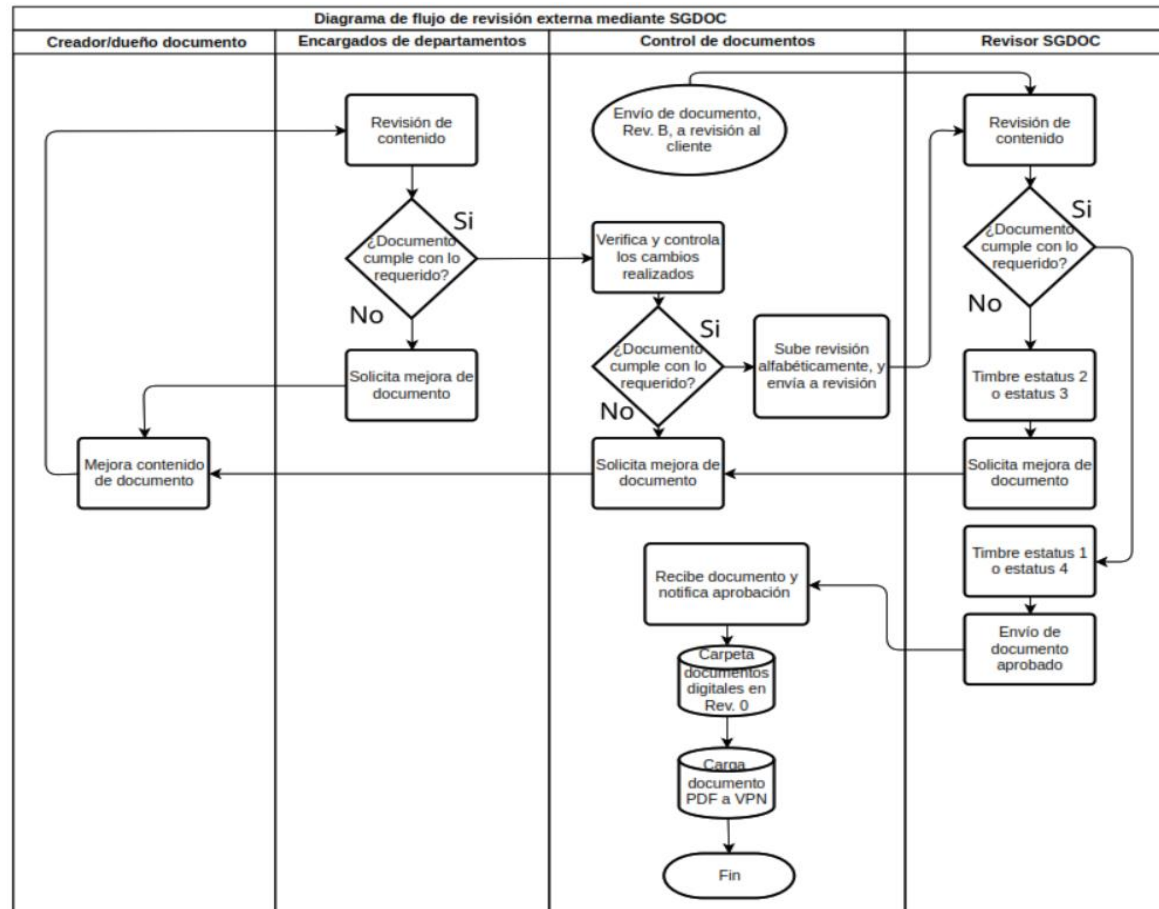 Diagrama de flujo de revisión externa mediante SGDOC
Creador/dueño documento
Encargados de departamentos
Control de documentos
Revisor SGDOC
Mejora contenido
de documento
Revisión de
contenido
Si
¿Documento
cumple con lo
requerido?
No
Solicita mejora de
documento
Envío de documento,
Rev. B, a revisión al
cliente
Verifica y controla
los cambios
realizados
Si
¿Documento
cumple con lo
requerido?
No
Sube revisión
alfabéticamente, y
envía a revisión
Solicita mejora de
documento
Recibe documento y
notifica aprobación
Carpeta
documentos
digitales en
Rev. 0
Carga
documento
PDF a VPN
Fin
Revisión de
contenido
Si
¿Documento
cumple con lo
requerido?
No
Timbre estatus 2
o estatus 3
Solicita mejora de
documento
Timbre estatus 1
o estatus 4
Envío de
documento
aprobado